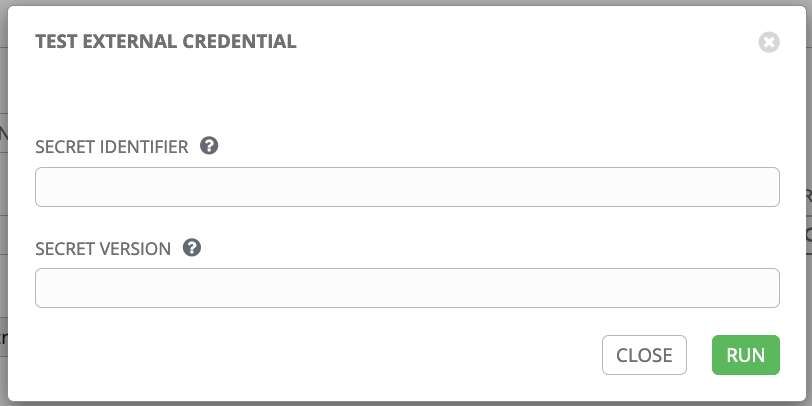 TEST EXTERNAL CREDENTIAL
SECRET IDENTIFIER ?
SECRET VERSION ?
CLOSE RUN